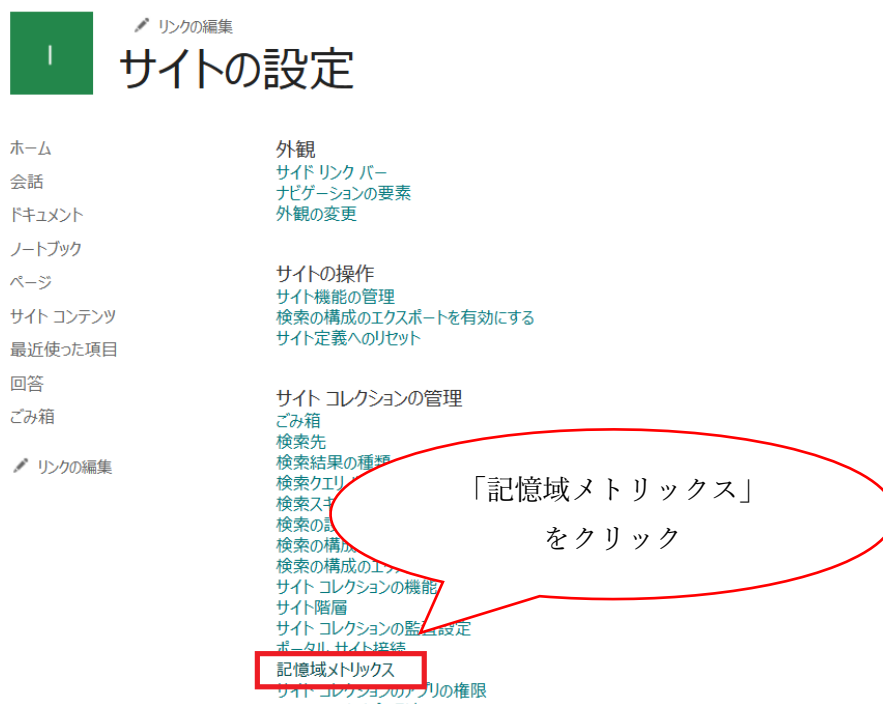 I
リンクの編集
サイトの設定
ホーム
会話
ドキュメント
ノートブック
ページ
サイト コンテンツ
最近使った項目
回答
ごみ箱
リンクの編集
外観
サイド リンク バー
ナビゲーションの要素
外観の変更
サイトの操作
サイト機能の管理
検索の構成のエクスポートを有効にする
サイト定義へのリセット
サイト コレクションの管理
ごみ箱
検索先
検索結果の種類
検索クエリ
検索ス
検索の
検索の構成
検索の構成の
サイト コレクションの機能
サイト階層
サイト コレクションの監査設定
ポータル サイト接続
記憶域メトリックス
サイト コレクションのアプリの権限
「記憶域メトリックス」
をクリック